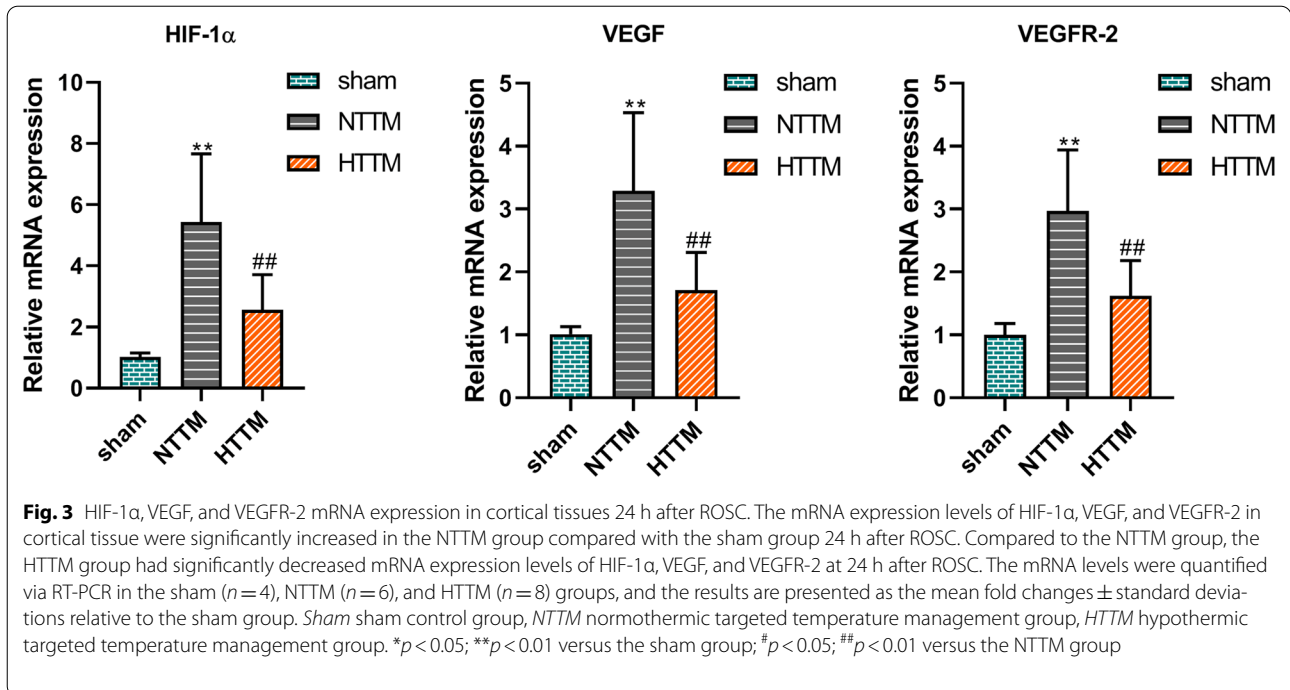 HIF-1α
Relative mRNA expression
10
8
6
4
2
0
**
##
sham
NTTM
HTTM
sham
NTTM
HTTM
VEGF
Relative mRNA expression
5
4
3
2
1
0
**
##
sham
NTTM
HTTM
sham
NTTM
HTTM
VEGFR-2
Relative mRNA expression
5
4
3
2
1
0
**
##
sham
NTTM
HTTM
sham
NTTM
HTTM
Fig. 3 HIF-1α, VEGF, and VEGFR-2 mRNA expression in cortical tissues 24 h after ROSC. The mRNA expression levels of HIF-1α, VEGF, and VEGFR-2 in
cortical tissue were significantly increased in the NTTM group compared with the sham group 24 h after ROSC. Compared to the NTTM group, the
HTTM group had significantly decreased mRNA expression levels of HIF-1α, VEGF, and VEGFR-2 at 24 h after ROSC. The mRNA levels were quantified
via RT-PCR in the sham (n = 4), NTTM (n = 6), and HTTM (n = 8) groups, and the results are presented as the mean fold changes ± standard devia-
tions relative to the sham group. Sham sham control group, NTTM normothermic targeted temperature management group, HTTM hypothermic
targeted temperature management group. *p < 0.05; **p < 0.01 versus the sham group; #p < 0.05; ##p < 0.01 versus the NTTM group